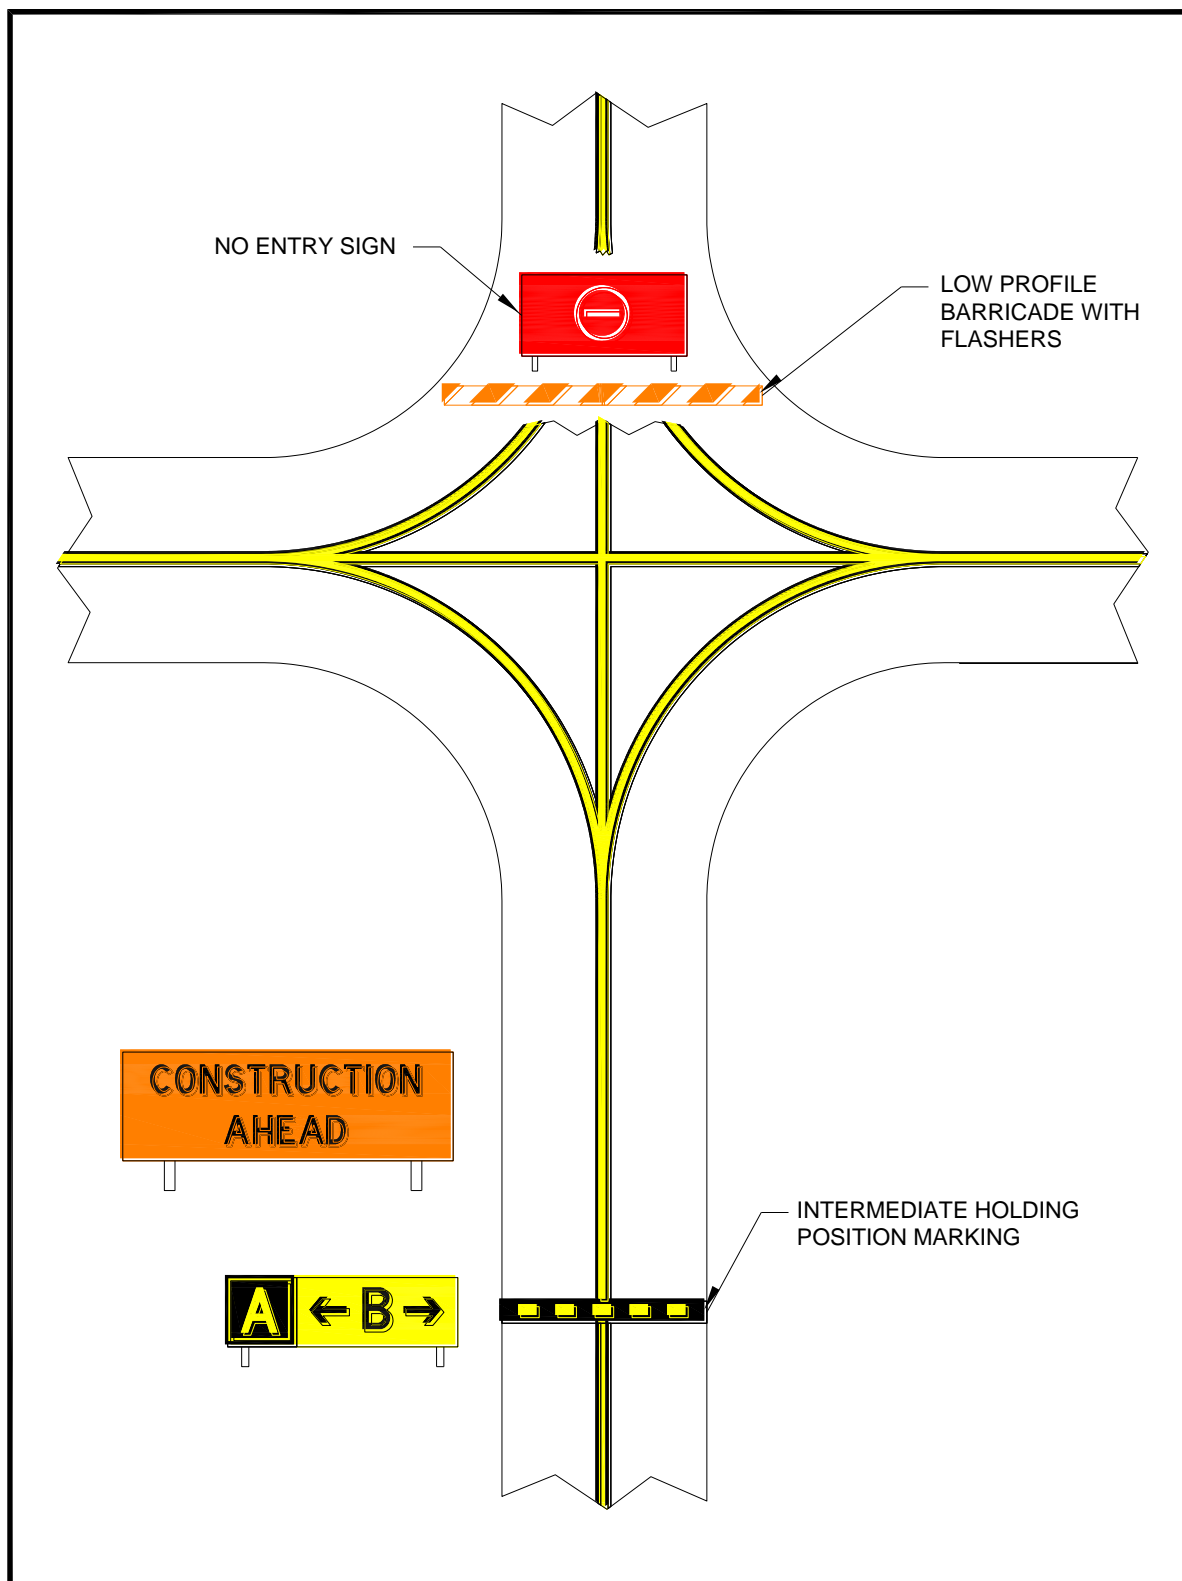 NO ENTRY SIGN
LOW PROFILE
BARRICADE WITH
FLASHERS
CONSTRUCTION
AHEAD
INTERMEDIATE HOLDING
POSITION MARKING
A ← B →